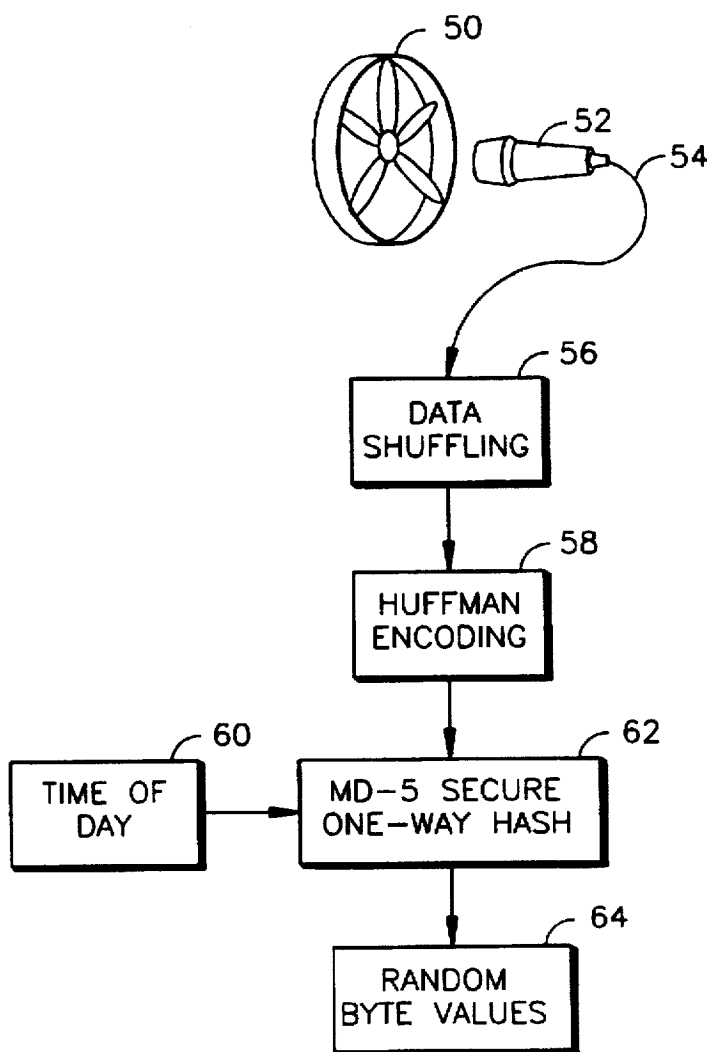 50
52
54
56
DATA
SHUFFLING
58
HUFFMAN
ENCODING
60
TIME OF
DAY
62
MD-5 SECURE
ONE-WAY HASH
64
RANDOM
BYTE VALUES